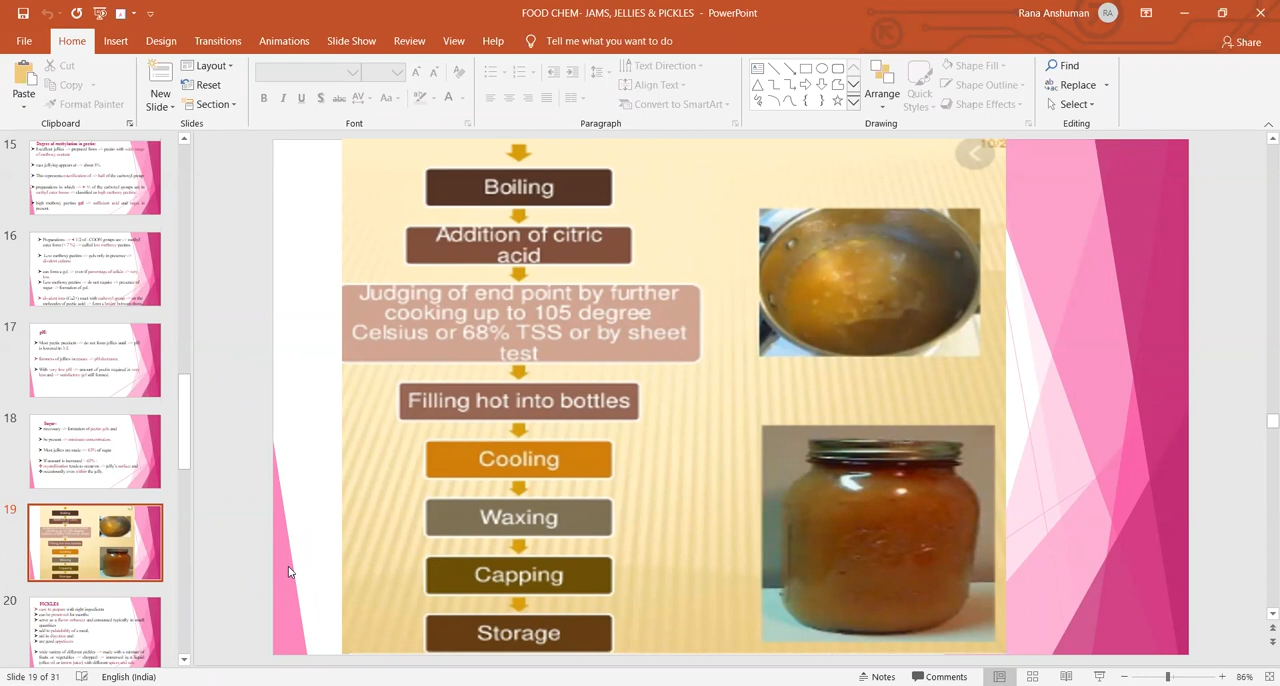 FOOD CHEM- JAMS, JELLIES & PICKLES - PowerPoint
Rana Anshuman RA
File Home Insert Design Transitions Animations Slide Show Review View Help Tell me what you want to do Share
Paste
Cut
Copy
Format Painter
Clipboard
New Slide
Layout
Reset
Section
Slides
Font
Text Direction
Align Text
Convert to SmartArt
Paragraph
Arrange
Quick Styles
Shape Fill
Shape Outline
Shape Effects
Drawing
Find
Replace
Select
Editing
15
16
17
pH:
18
Sugar:
19
20
PICKLES
10/2
Boiling
Addition of citric
acid
Judging of end point by further
cooking up to 105 degree
Celsius or 68% TSS or by sheet
test
Filling hot into bottles
Cooling
Waxing
Capping
Storage
Slide 19 of 31 English (India) Notes Comments 86%